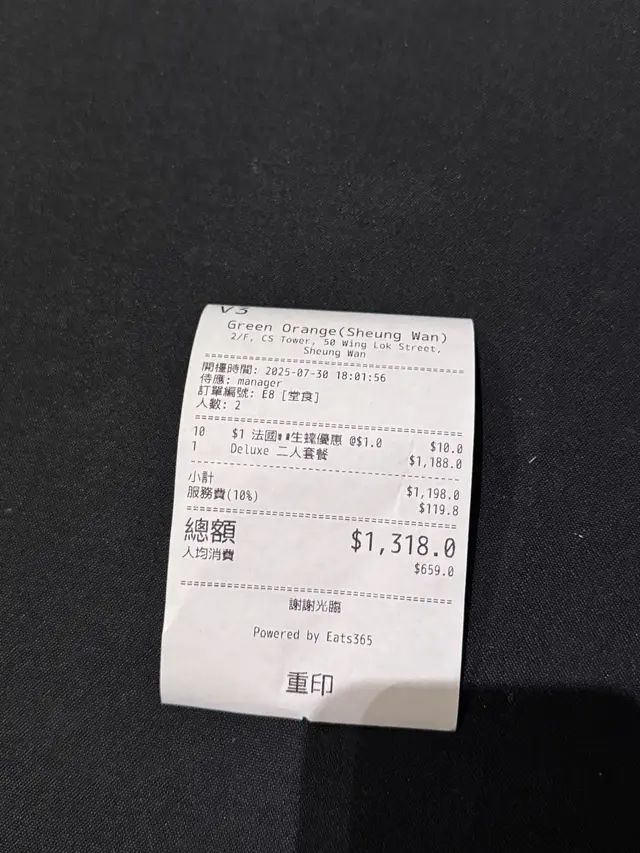 V3
Green Orange(Sheung Wan)
2/F, CS Tower, 50 Wing Lok Street,
Sheung Wan
開檯時間: 2025-07-30 18:01:56
侍應: manager
訂單編號: E8 [堂食]
人數: 2
10 $1 法國 生蠔優惠 @$1.0 $10.0
1 Deluxe 二人套餐 $1,188.0
小計 $1,198.0
服務費(10%) $119.8
總額 $1,318.0
人均消費 $659.0
謝謝光臨
Powered by Eats365
重印